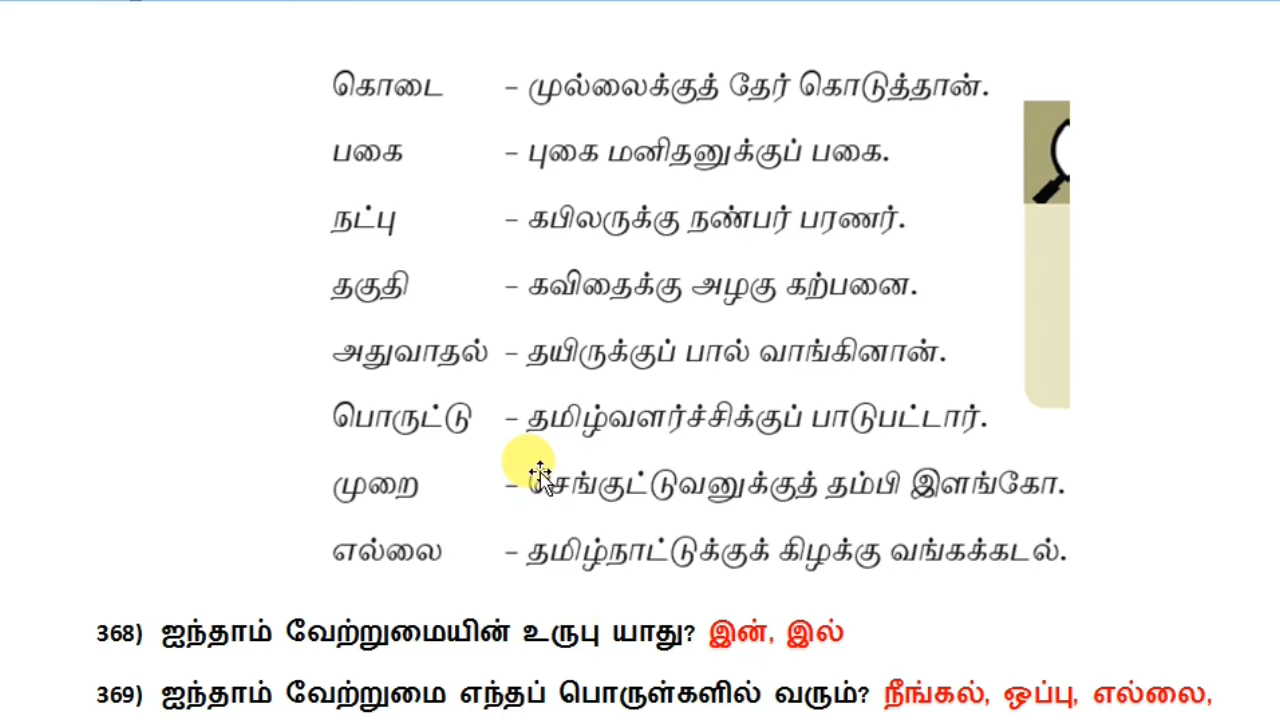 கொடை – முல்லைக்குத் தேர் கொடுத்தான்.
பகை – புகை மனிதனுக்குப் பகை.
நட்பு – கபிலருக்கு நண்பர் பரணர்.
தகுதி – கவிதைக்கு அழகு கற்பனை.
அதுவாதல் – தயிருக்குப் பால் வாங்கினான்.
பொருட்டு – தமிழ்வளர்ச்சிக்குப் பாடுபட்டார்.
முறை – செங்குட்டுவனுக்குத் தம்பி இளங்கோ.
எல்லை – தமிழ்நாட்டுக்குக் கிழக்கு வங்கக்கடல்.
368) ஐந்தாம் வேற்றுமையின் உருபு யாது? இன், இல்
369) ஐந்தாம் வேற்றுமை எந்தப் பொருள்களில் வரும்? நீங்கல், ஒப்பு, எல்லை,